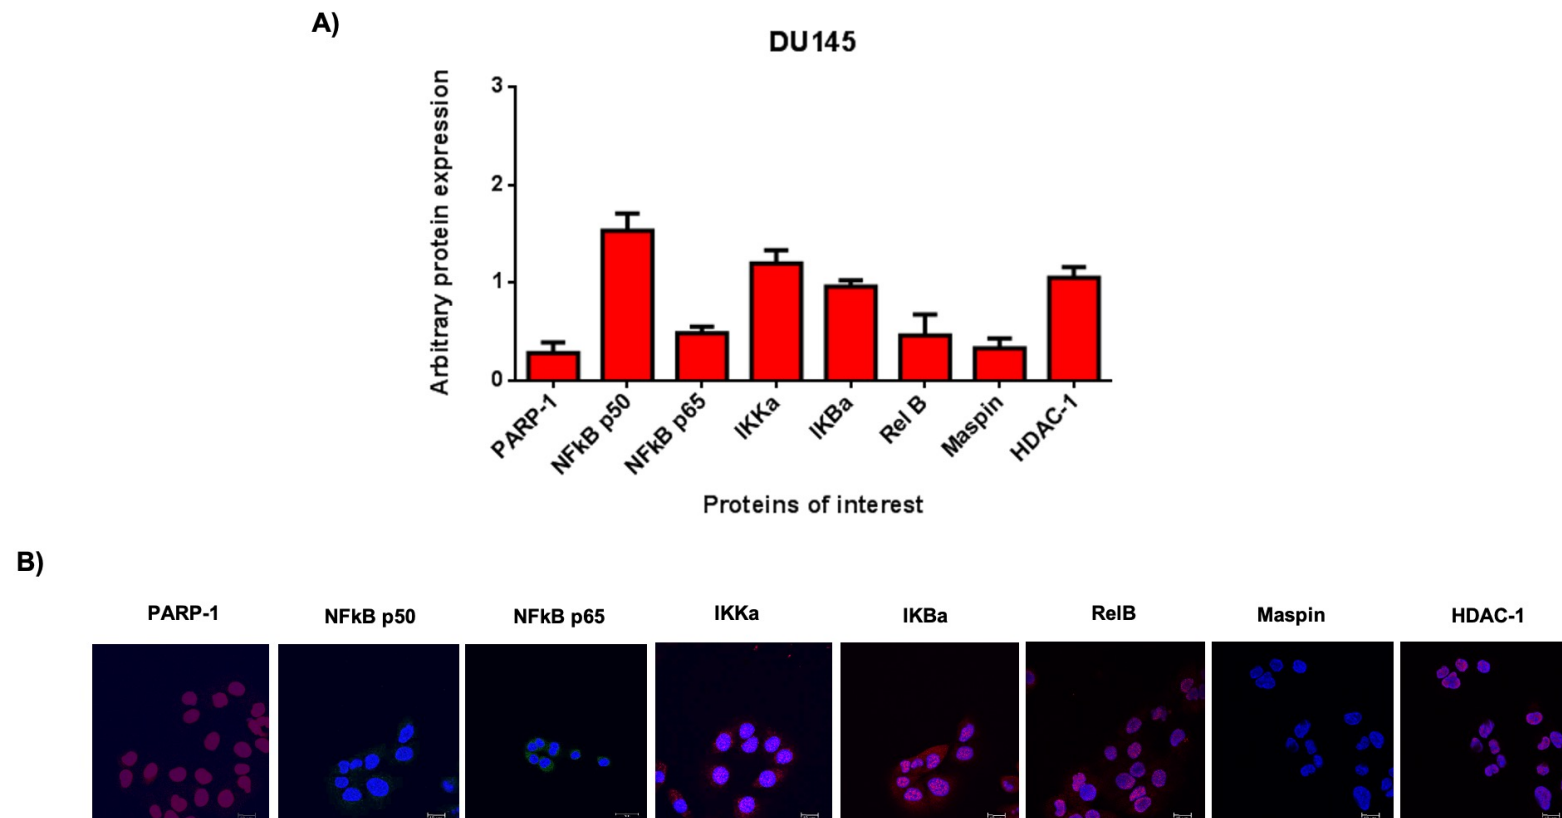 A)
DU145
Arbitrary protein expression
3
2
1
0
PARP-1
NFkB p50
NFkB p65
IKKa
IKBa
Rel B
Maspin
HDAC-1
Proteins of interest
B)
PARP-1
NFkB p50
NFkB p65
IKKa
IKBa
RelB
Maspin
HDAC-1